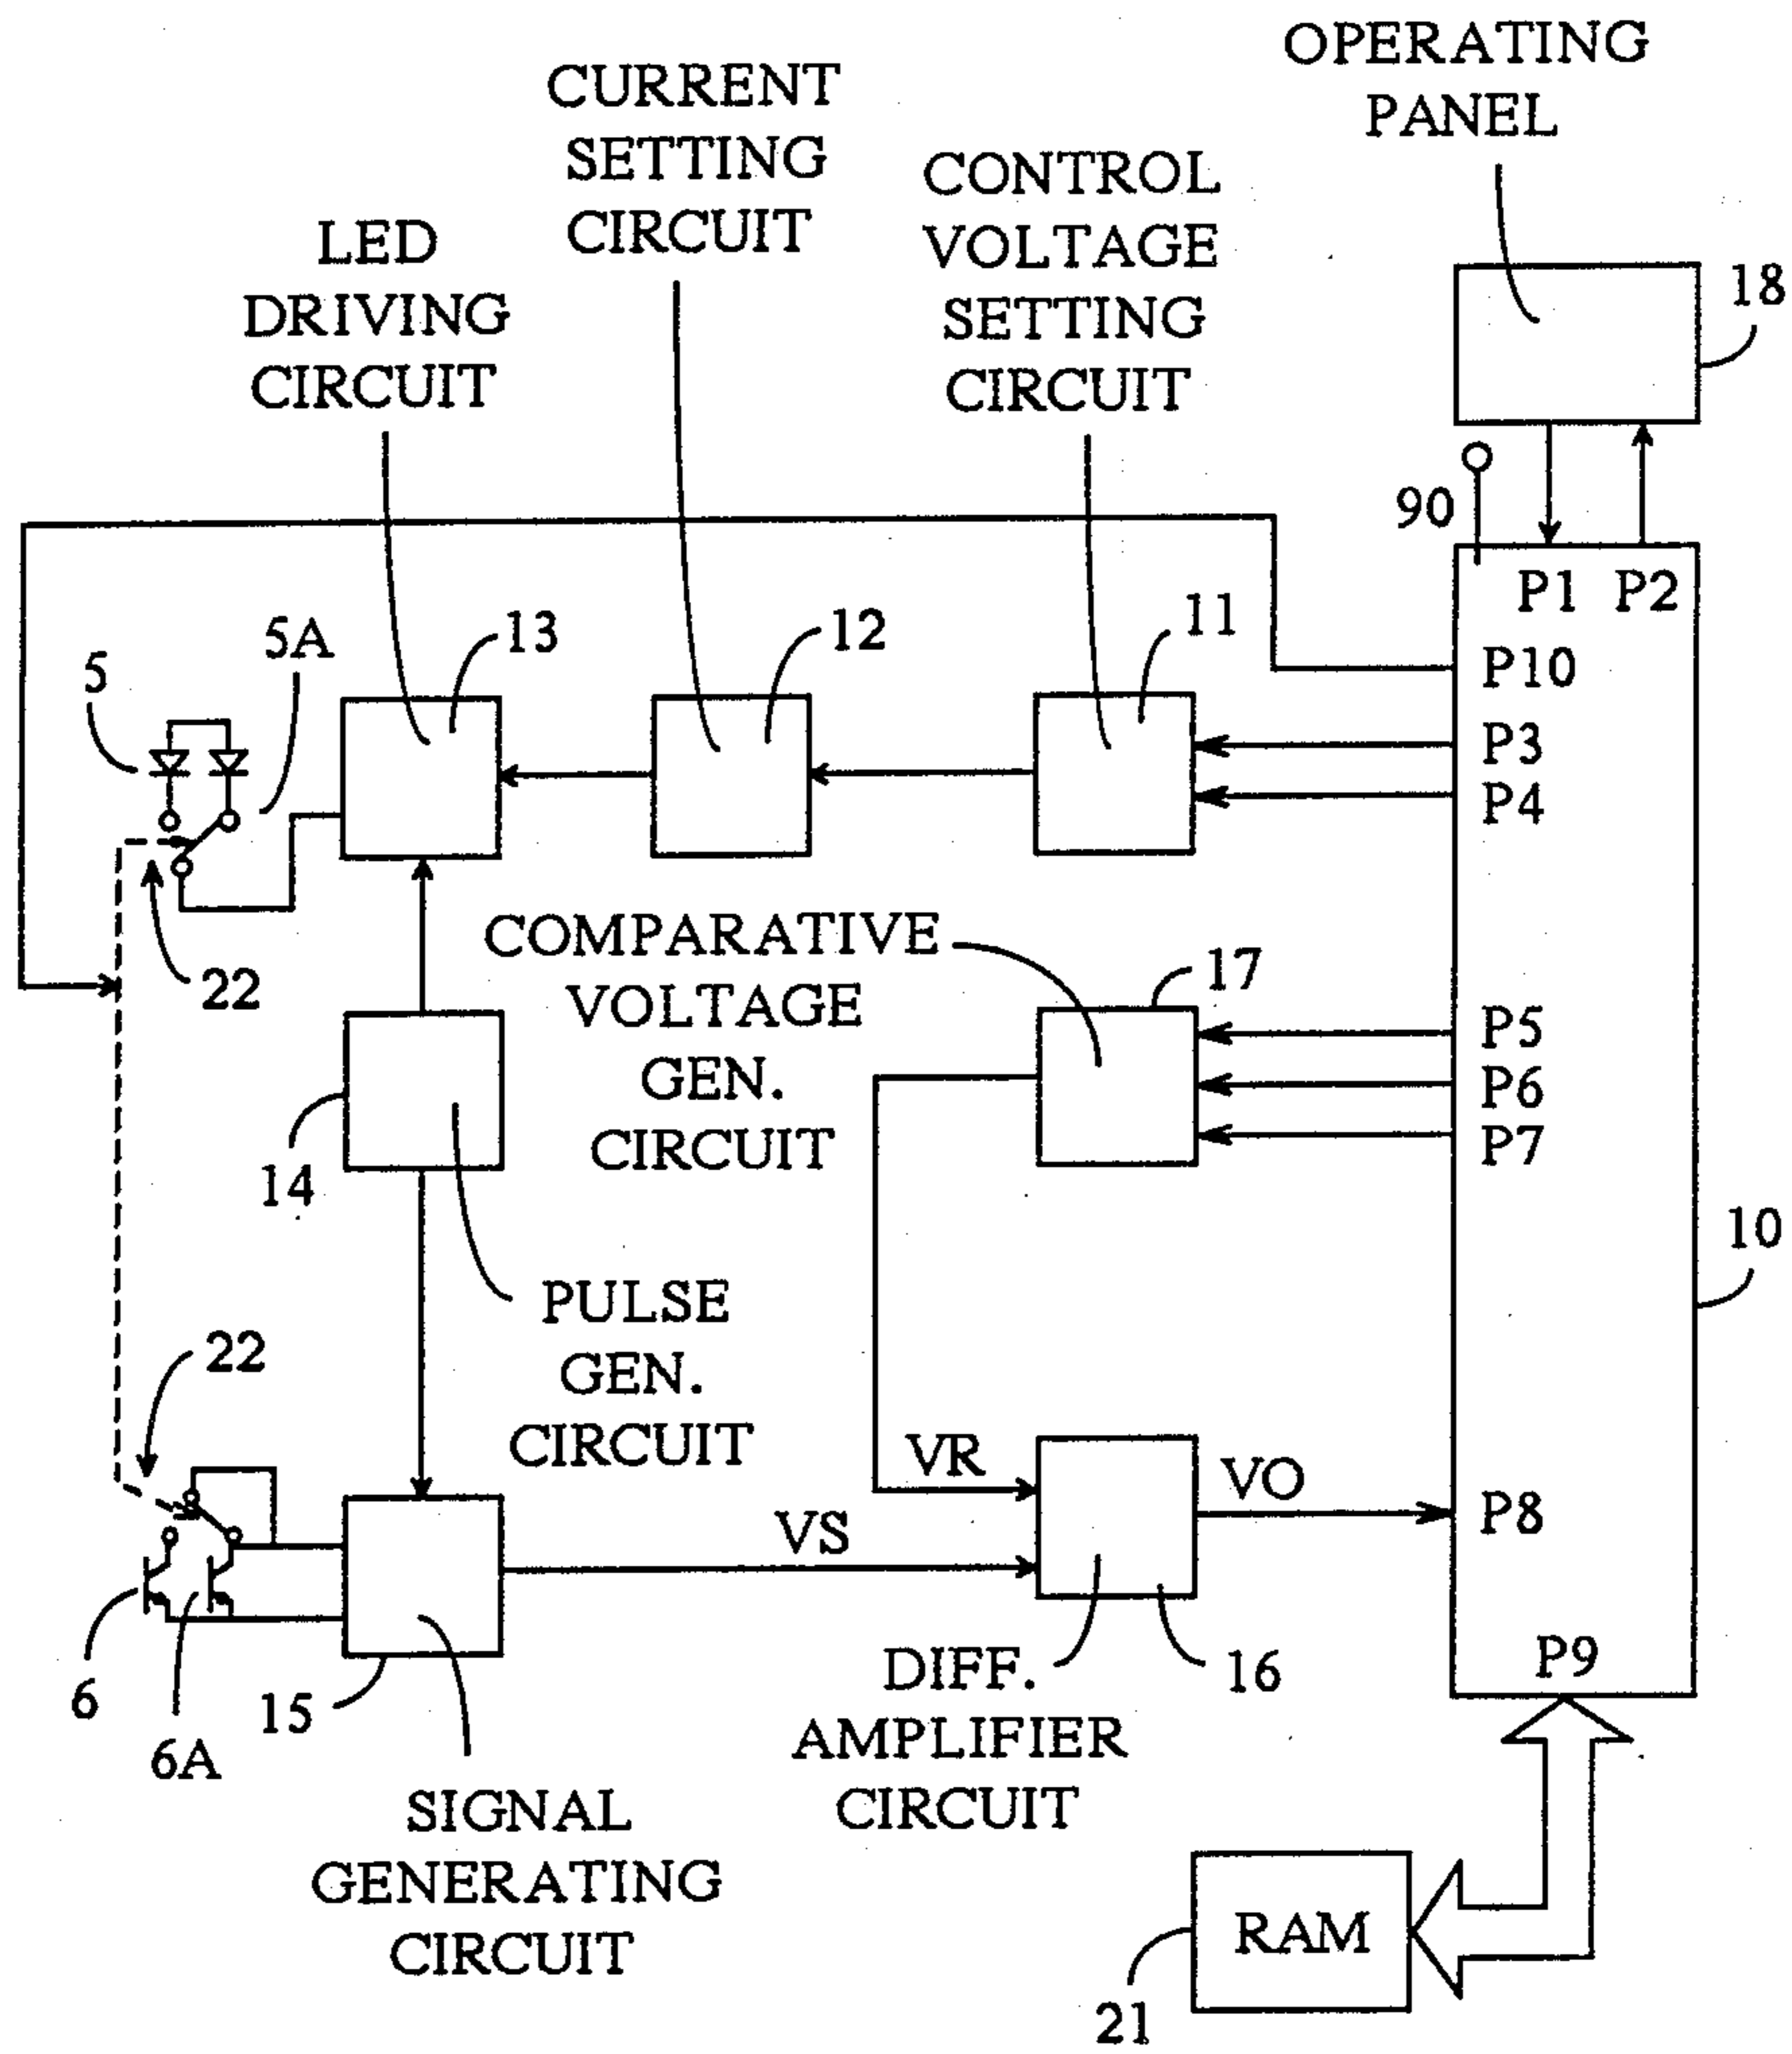 OPERATING
PANEL
CURRENT
SETTING
CIRCUIT
CONTROL
VOLTAGE
SETTING
CIRCUIT
LED
DRIVING
CIRCUIT
18
90
P1 P2
5
5A
13
12
11
P10
P3
P4
22
COMPARATIVE
VOLTAGE
GEN.
CIRCUIT
17
P5
P6
P7
14
10
PULSE
GEN.
CIRCUIT
22
VR
VO
VS
P8
6
6A
15
DIFF.
AMPLIFIER
CIRCUIT
16
P9
SIGNAL
GENERATING
CIRCUIT
RAM
21